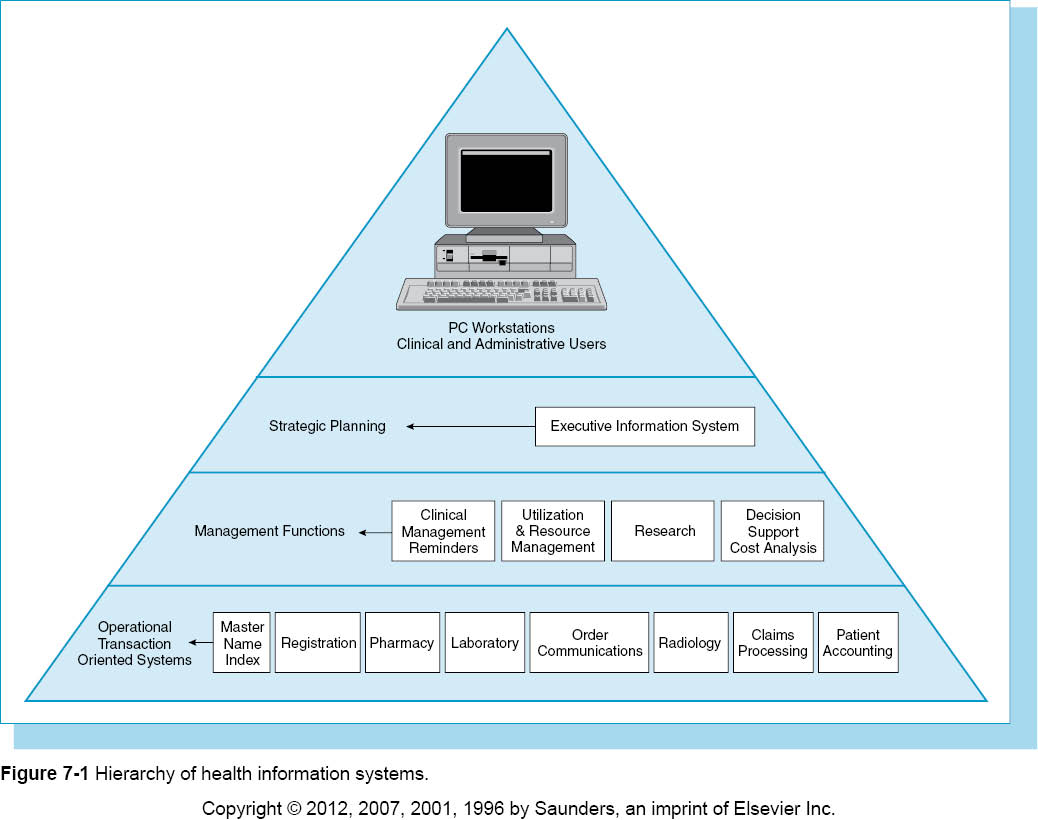 PC Workstations
Clinical and Administrative Users
Strategic Planning
Executive Information System
Management Functions
Clinical
Management
Reminders
Utilization
& Resource
Management
Research
Decision
Support
Cost Analysis
Operational
Transaction
Oriented Systems
Master
Name
Index
Registration
Pharmacy
Laboratory
Order
Communications
Radiology
Claims
Processing
Patient
Accounting
Figure 7-1 Hierarchy of health information systems.
Copyright © 2012, 2007, 2001, 1996 by Saunders, an imprint of Elsevier Inc.